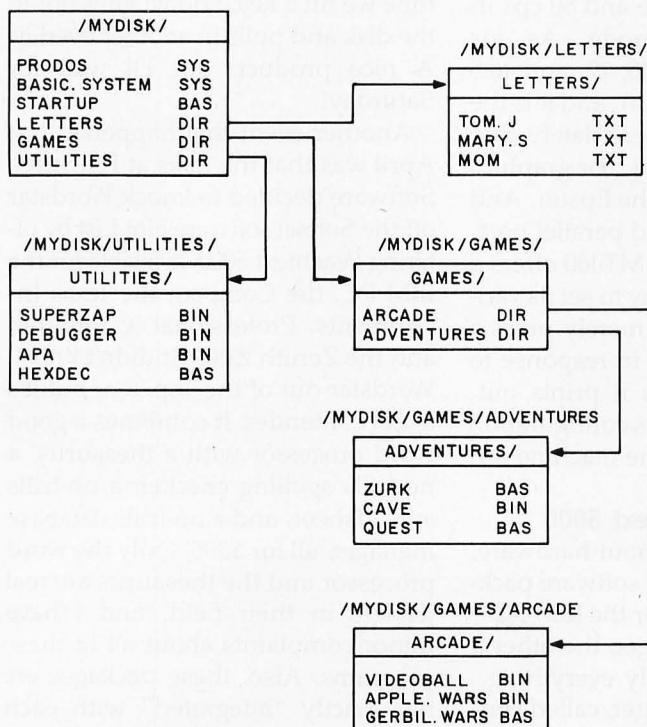 /MYDISK/
PRODOS SYS
BASIC.SYSTEM SYS
STARTUP BAS
LETTERS DIR
GAMES DIR
UTILITIES DIR
/MYDISK/LETTERS/
LETTERS/
TOM.J TXT
MARY.S TXT
MOM TXT
/MYDISK/UTILITIES/
UTILITIES/
SUPERZAP BIN
DEBUGGER BIN
APA BIN
HEXDEC BAS
/MYDISK/GAMES/
GAMES/
ARCADE DIR
ADVENTURES DIR
/MYDISK/GAMES/ADVENTURES
ADVENTURES/
ZURK BAS
CAVE BIN
QUEST BAS
/MYDISK/GAMES/ARCADE
ARCADE/
VIDEOBALL BIN
APPLE.WARS BIN
GERBIL.WARS BAS